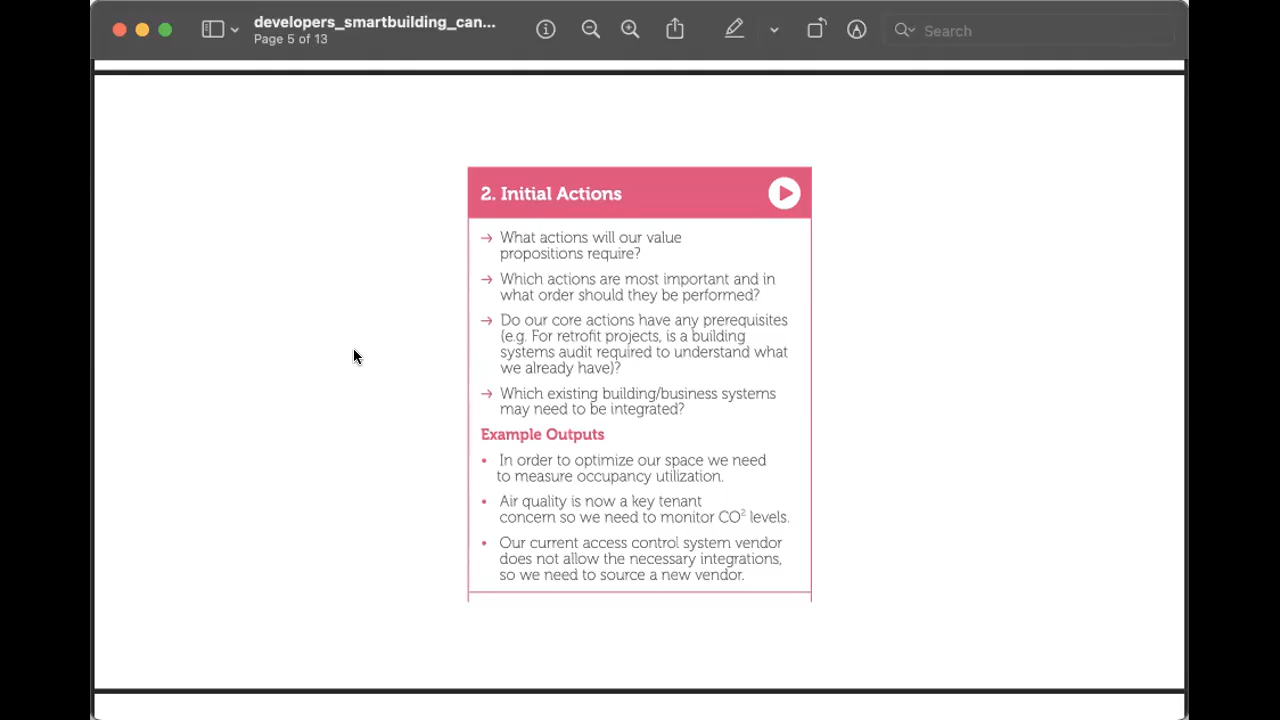 developers_smartbuilding_can...
Page 5 of 13
Search
2. Initial Actions
→ What actions will our value
propositions require?
→ Which actions are most important and in
what order should they be performed?
→ Do our core actions have any prerequisites
(e.g. For retrofit projects, is a building
systems audit required to understand what
we already have)?
→ Which existing building/business systems
may need to be integrated?
Example Outputs
• In order to optimize our space we need
to measure occupancy utilization.
• Air quality is now a key tenant
concern so we need to monitor CO² levels.
• Our current access control system vendor
does not allow the necessary integrations,
so we need to source a new vendor.